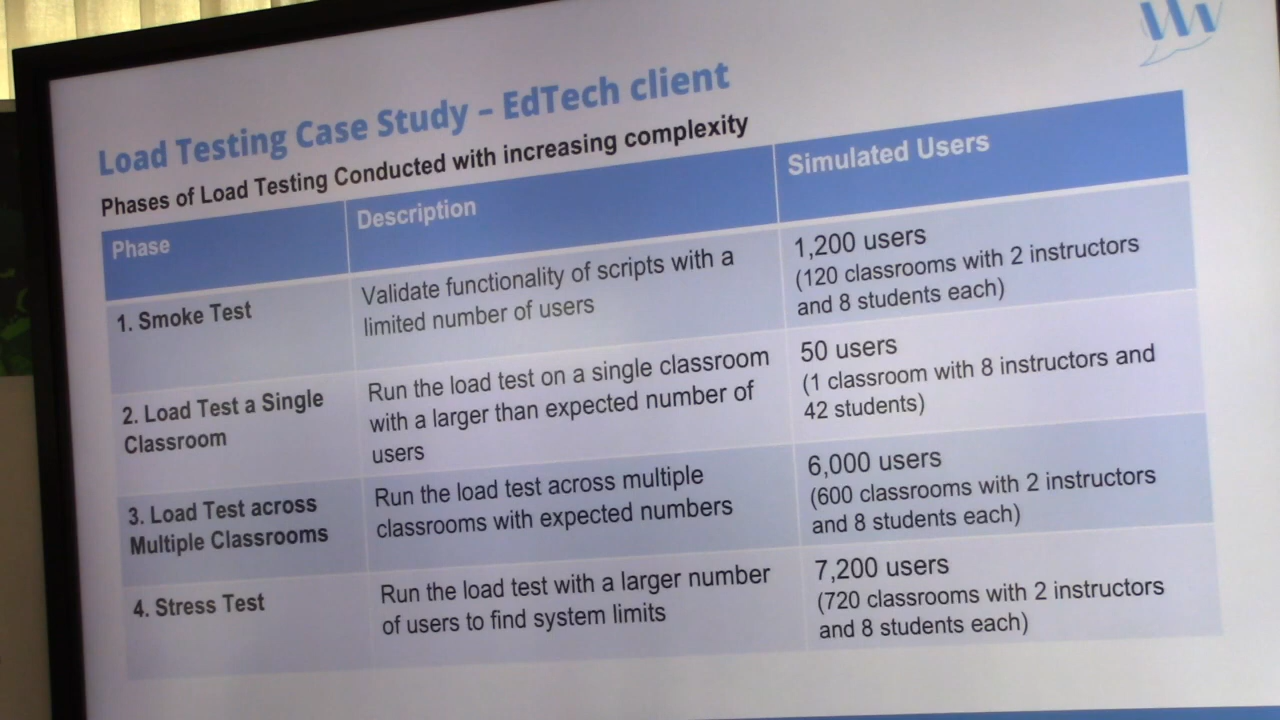 Load Testing Case Study – EdTech client
Phases of Load Testing Conducted with increasing complexity
Phase
Description
Simulated Users
1. Smoke Test
Validate functionality of scripts with a
limited number of users
1,200 users
(120 classrooms with 2 instructors
and 8 students each)
2. Load Test a Single
Classroom
Run the load test on a single classroom
with a larger than expected number of
users
50 users
(1 classroom with 8 instructors and
42 students)
3. Load Test across
Multiple Classrooms
Run the load test across multiple
classrooms with expected numbers
6,000 users
(600 classrooms with 2 instructors
and 8 students each)
4. Stress Test
Run the load test with a larger number
of users to find system limits
7,200 users
(720 classrooms with 2 instructors
and 8 students each)